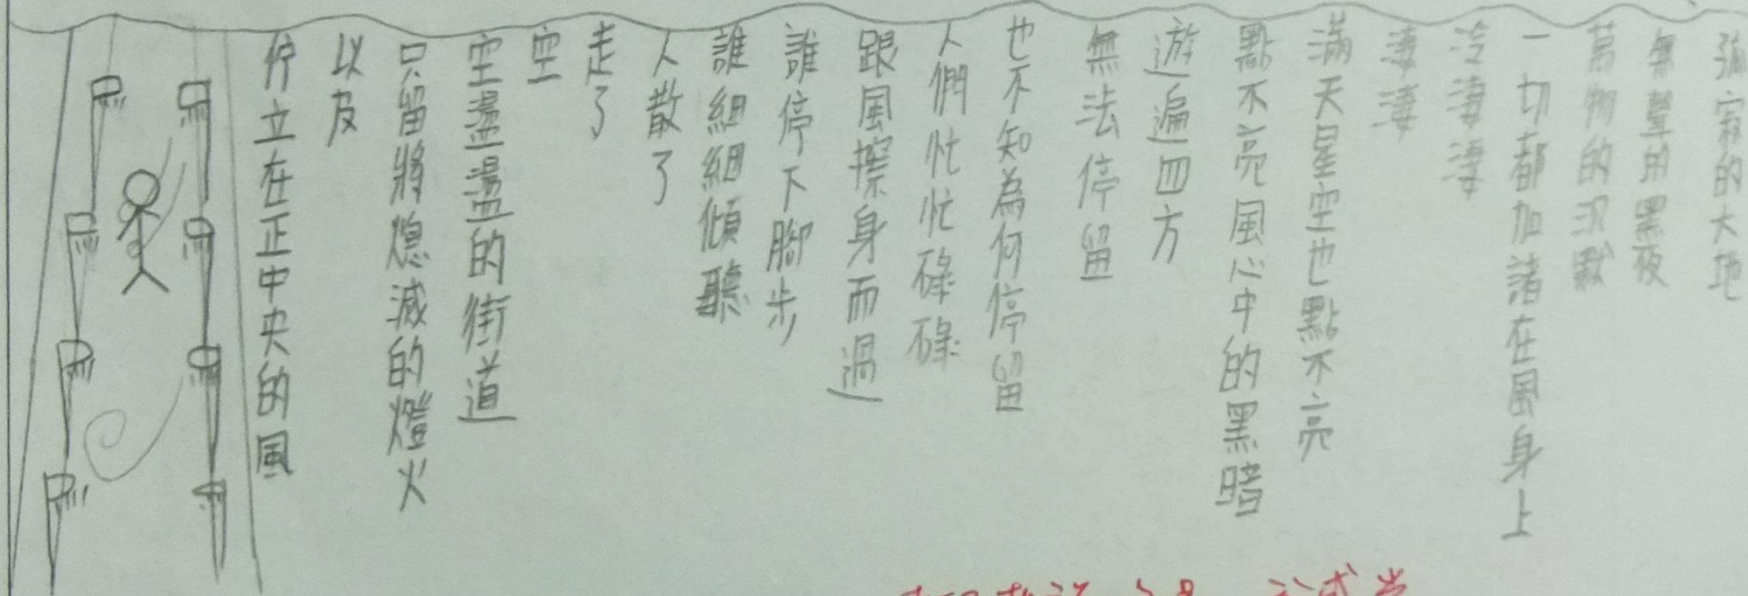 孤寂的大地
無聲的黑夜
萬物的沉默
一切都加諸在風身上
冷淒淒
淒淒
滿天星空也點不亮
點不亮風心中的黑暗
遊遍四方
無法停留
也不知為何停留
人們忙忙碌碌
跟風擦身而過
誰停下腳步
誰細細傾聽
人散了
走了
空
空盪盪的街道
只留將熄滅的燈火
以及
佇立在正中央的風